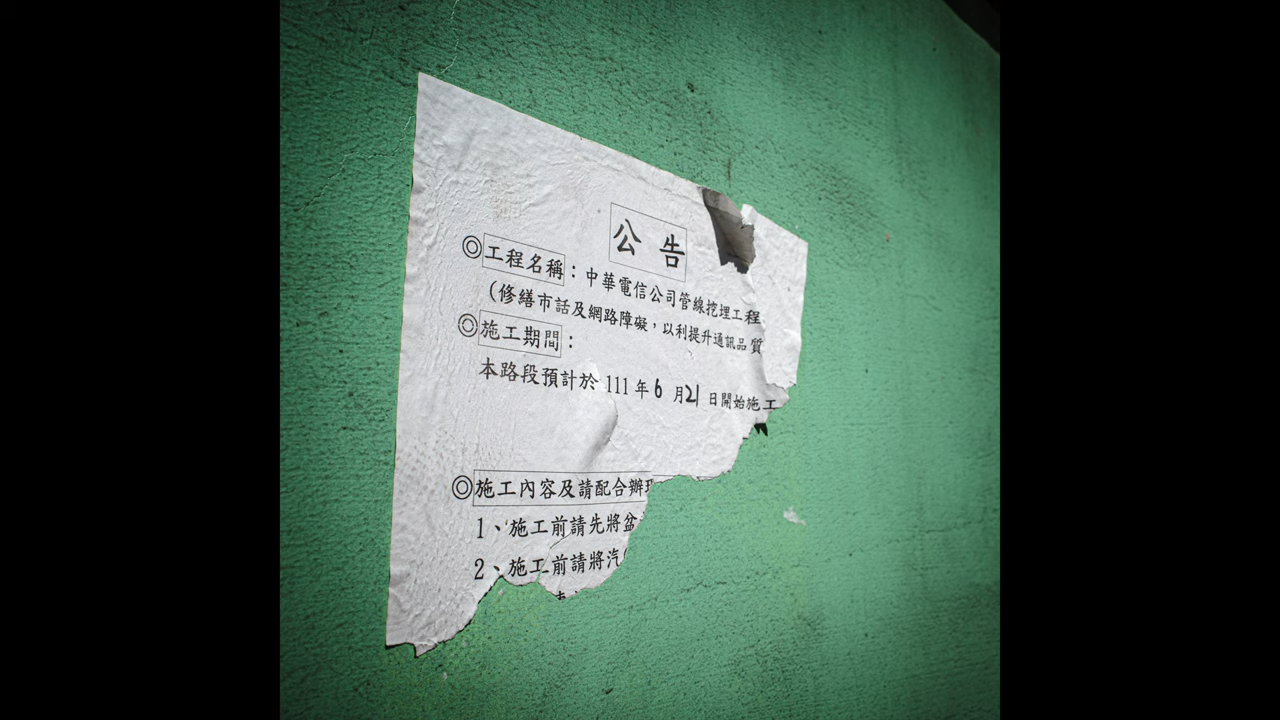 公告
◎工程名稱：中華電信公司管線挖埋工程
（修繕市話及網路障礙，以利提升通訊品質
◎施工期間：
本路段預計於 111 年 6 月 21 日開始施工
◎施工內容及請配合辦理
1、施工前請先將盆
2、施工前請將汽